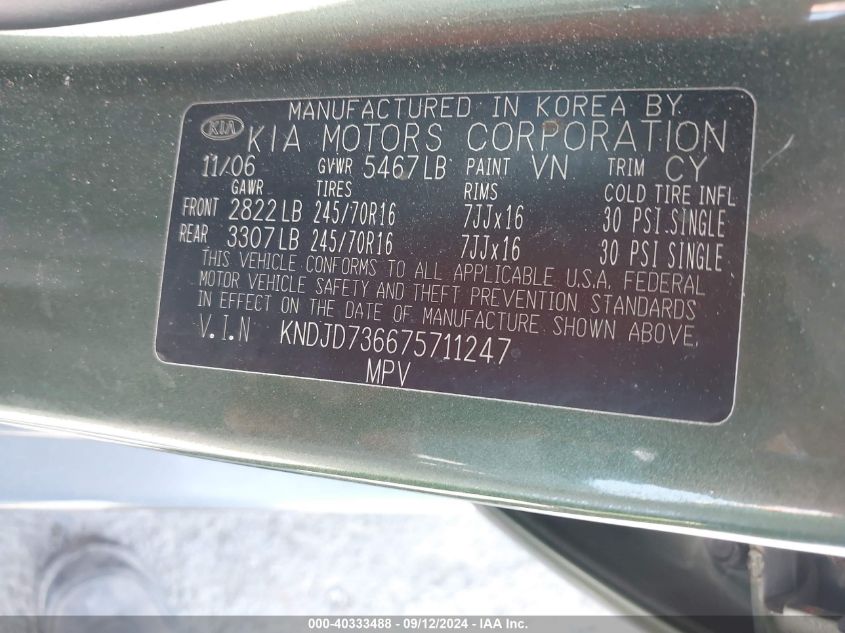 MANUFACTURED IN KOREA BY
KIA KIA MOTORS CORPORATION
11/06 GVWR 5467LB PAINT VN TRIM CY
GAWR TIRES RIMS COLD TIRE INFL
FRONT 2822LB 245/70R16 7JJx16 30 PSI.SINGLE
REAR 3307LB 245/70R16 7JJx16 30 PSI SINGLE
THIS VEHICLE CONFORMS TO ALL APPLICABLE U.S.A. FEDERAL
MOTOR VEHICLE SAFETY AND THEFT PREVENTION STANDARDS
IN EFFECT ON THE DATE OF MANUFACTURE SHOWN ABOVE.
V.I.N KNDJD736675711247
MPV
000-40333488 - 09/12/2024 - IAA Inc.